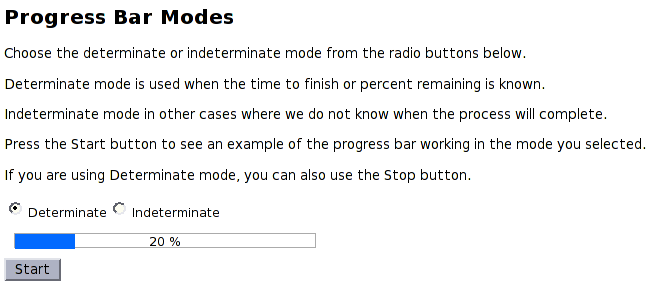 Progress Bar Modes
Choose the determinate or indeterminate mode from the radio buttons below.
Determinate mode is used when the time to finish or percent remaining is known.
Indeterminate mode in other cases where we do not know when the process will complete.
Press the Start button to see an example of the progress bar working in the mode you selected.
If you are using Determinate mode, you can also use the Stop button.
Determinate Indeterminate
20 %
Start